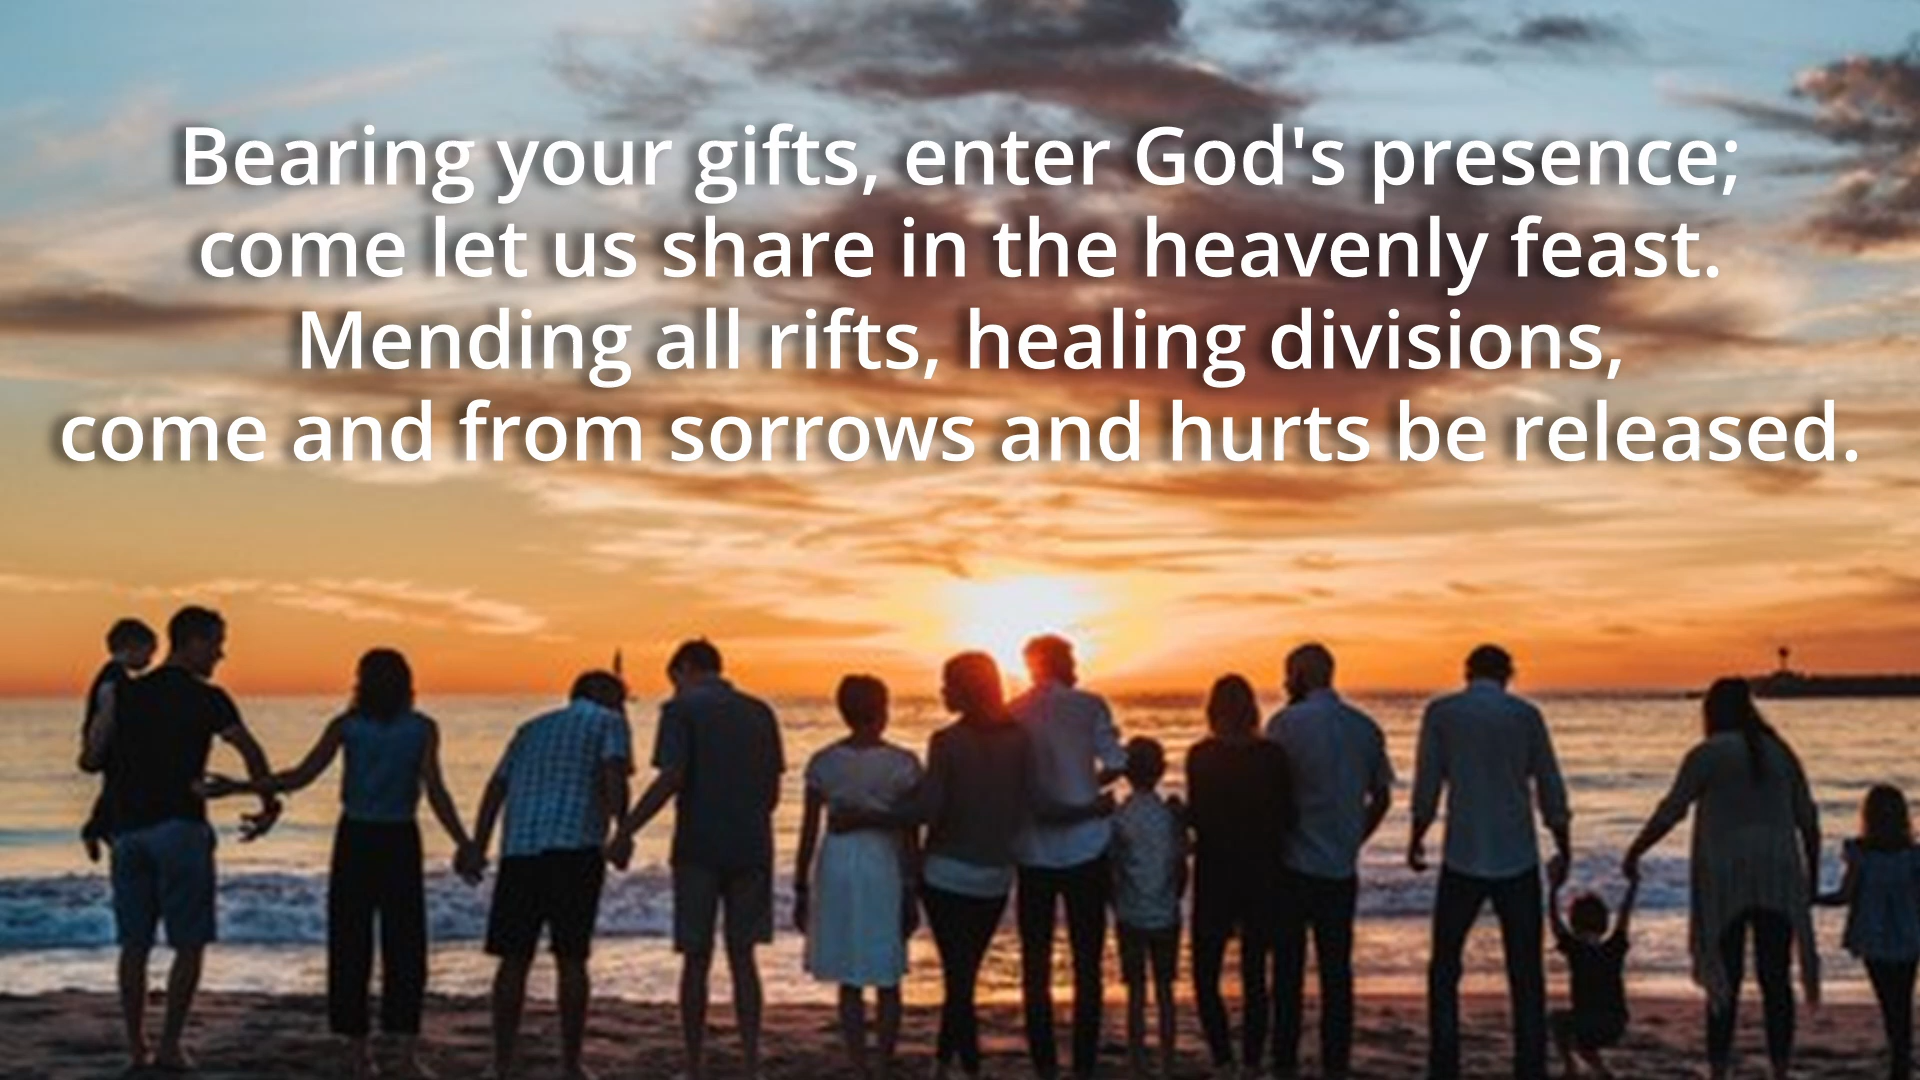 Bearing your gifts, enter God's presence;
come let us share in the heavenly feast.
Mending all rifts, healing divisions,
come and from sorrows and hurts be released.